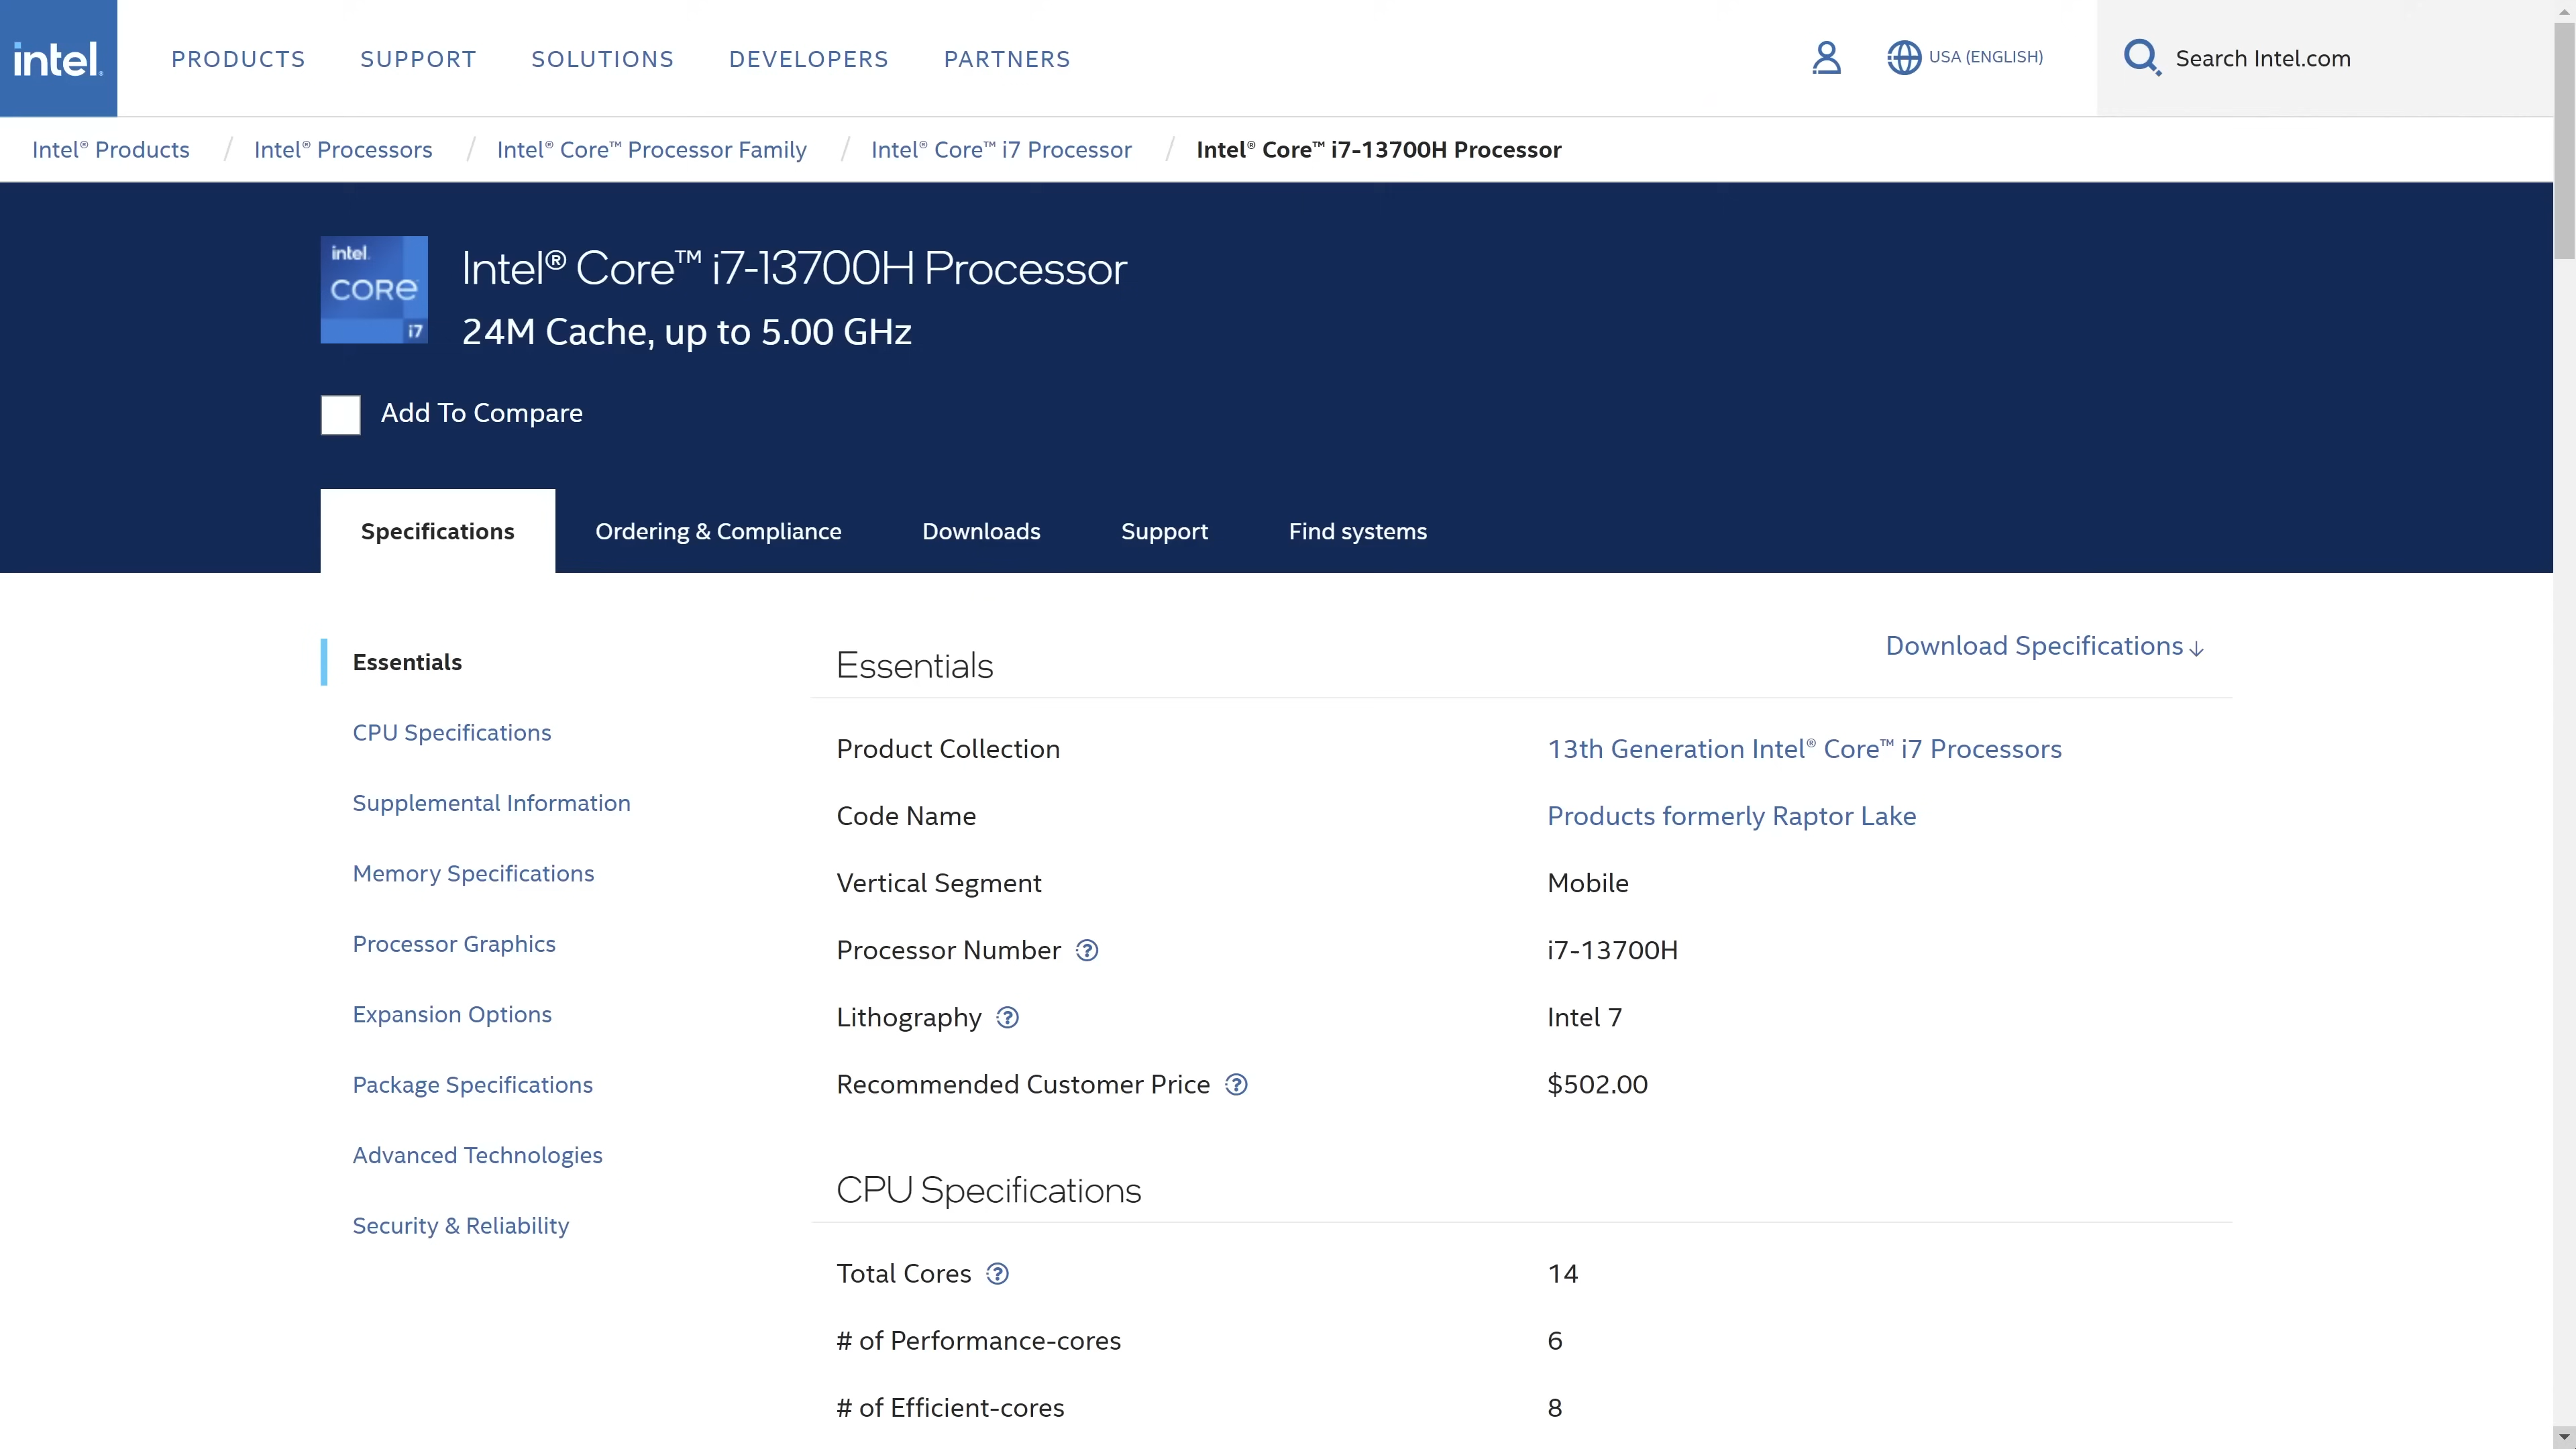 intel.
PRODUCTS SUPPORT SOLUTIONS DEVELOPERS PARTNERS USA (ENGLISH) Search Intel.com
Intel® Products / Intel® Processors / Intel® Core™ Processor Family / Intel® Core™ i7 Processor / Intel® Core™ i7-13700H Processor
intel.
CORE
i7
Intel® Core™ i7-13700H Processor
24M Cache, up to 5.00 GHz
Add To Compare
Specifications Ordering & Compliance Downloads Support Find systems
Essentials
CPU Specifications
Supplemental Information
Memory Specifications
Processor Graphics
Expansion Options
Package Specifications
Advanced Technologies
Security & Reliability
Download Specifications ↓
Essentials
Product Collection 13th Generation Intel® Core™ i7 Processors
Code Name Products formerly Raptor Lake
Vertical Segment Mobile
Processor Number ? i7-13700H
Lithography ? Intel 7
Recommended Customer Price ? $502.00
CPU Specifications
Total Cores ? 14
# of Performance-cores 6
# of Efficient-cores 8